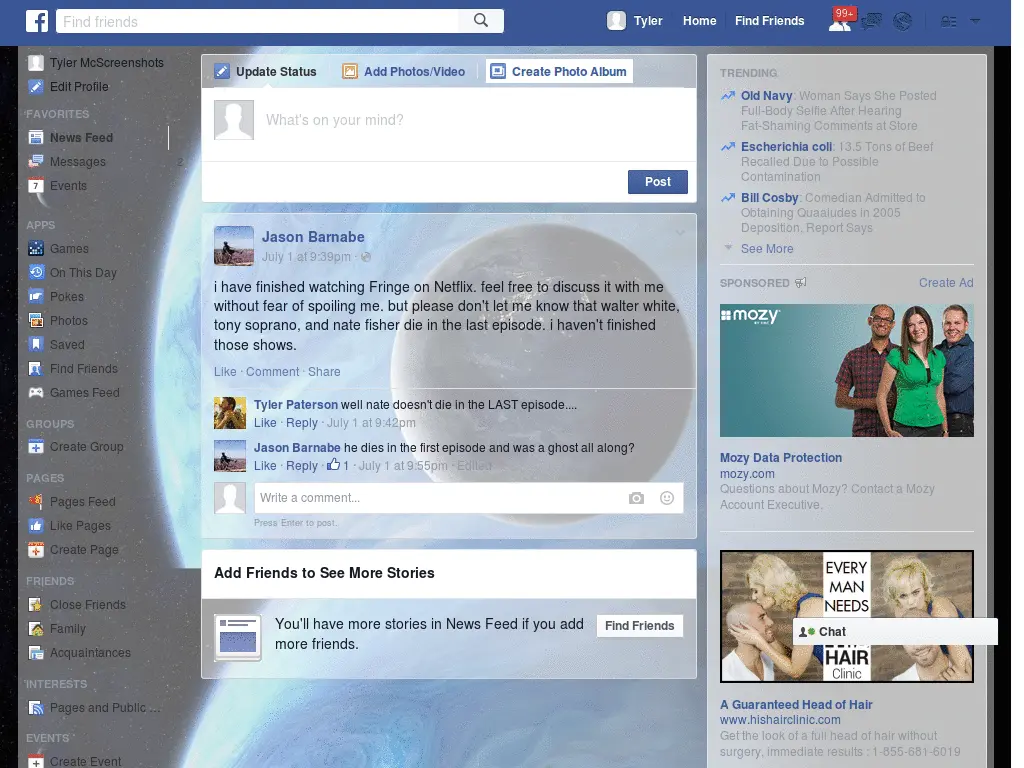 Find friends
Tyler
Home
Find Friends
99+
Tyler McScreenshots
Edit Profile
FAVORITES
News Feed
Messages
2
7
Events
APPS
Games
On This Day
Pokes
Photos
Saved
Find Friends
Games Feed
GROUPS
Create Group
PAGES
Pages Feed
Like Pages
Create Page
FRIENDS
Close Friends
Family
Acquaintances
INTERESTS
Pages and Public ...
EVENTS
Create Event
Update Status
Add Photos/Video
Create Photo Album
What's on your mind?
Post
Jason Barnabe
July 1 at 9:39pm ·
i have finished watching Fringe on Netflix. feel free to discuss it with me
without fear of spoiling me. but please don't let me know that walter white,
tony soprano, and nate fisher die in the last episode. i haven't finished
those shows.
Like · Comment · Share
Tyler Paterson well nate doesn't die in the LAST episode....
Like · Reply · July 1 at 9:42pm
Jason Barnabe he dies in the first episode and was a ghost all along?
Like · Reply · 1 · July 1 at 9:55pm · Edited
Write a comment...
Press Enter to post.
Add Friends to See More Stories
You'll have more stories in News Feed if you add
more friends.
Find Friends
TRENDING
Old Navy: Woman Says She Posted
Full-Body Selfie After Hearing
Fat-Shaming Comments at Store
Escherichia coli: 13.5 Tons of Beef
Recalled Due to Possible
Contamination
Bill Cosby: Comedian Admitted to
Obtaining Quaaludes in 2005
Deposition, Report Says
See More
SPONSORED
Create Ad
mozy
Mozy Data Protection
mozy.com
Questions about Mozy? Contact a Mozy
Account Executive.
EVERY
MAN
NEEDS
Chat
HAIR
Clinic
A Guaranteed Head of Hair
www.hishairclinic.com
Get the look of a full head of hair without
surgery, immediate results : 1-855-681-6019